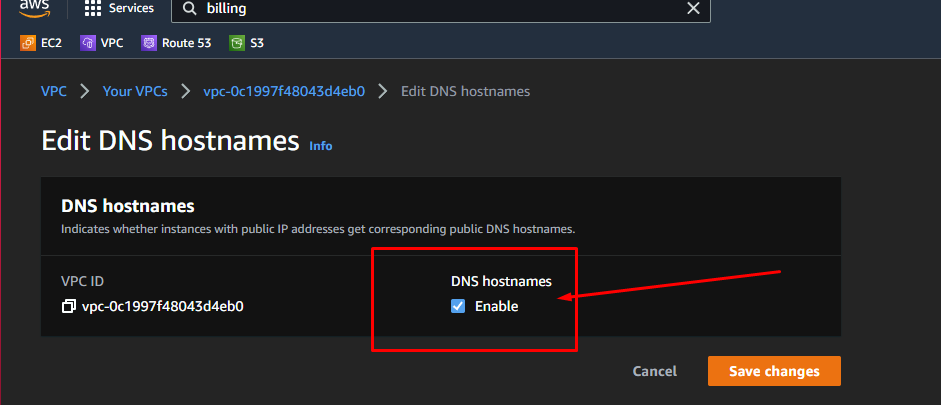 aws
Services
billing
EC2
VPC
Route 53
S3
VPC > Your VPCs > vpc-0c1997f48043d4eb0 > Edit DNS hostnames
Edit DNS hostnames Info
DNS hostnames
Indicates whether instances with public IP addresses get corresponding public DNS hostnames.
VPC ID
vpc-0c1997f48043d4eb0
DNS hostnames
Enable
Cancel
Save changes